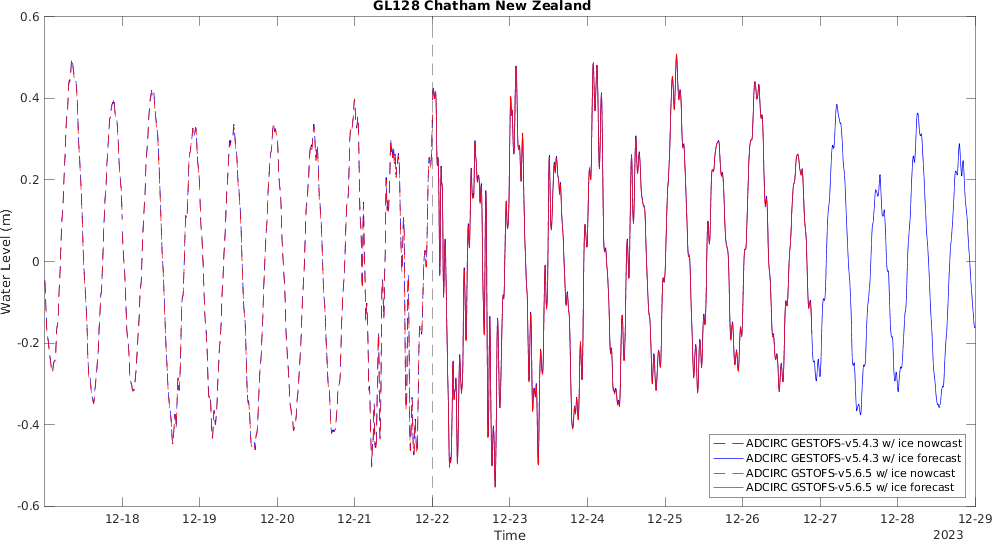 GL128 Chatham New Zealand
0.6
0.4
0.2
0
-0.2
-0.4
-0.6
Water Level (m)
ADCIRC GESTOFS-v5.4.3 w/ ice nowcast
ADCIRC GESTOFS-v5.4.3 w/ ice forecast
ADCIRC GSTOFS-v5.6.5 w/ ice nowcast
ADCIRC GSTOFS-v5.6.5 w/ ice forecast
12-18 12-19 12-20 12-21 12-22 12-23 12-24 12-25 12-26 12-27 12-28 12-29
Time
2023